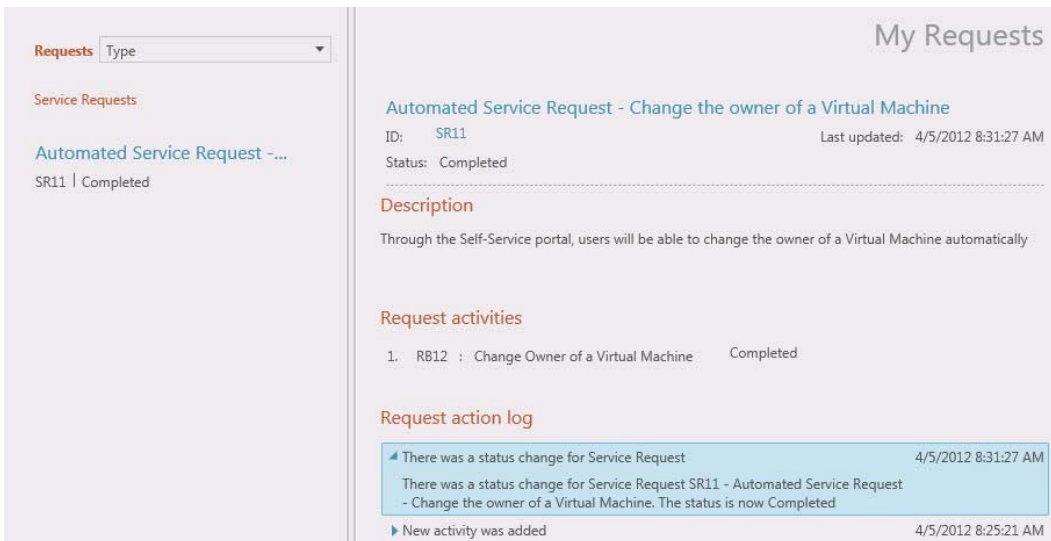 My Requests
Requests Type
Service Requests
Automated Service Request -...
SR11 | Completed
Automated Service Request - Change the owner of a Virtual Machine
ID: SR11 Last updated: 4/5/2012 8:31:27 AM
Status: Completed
Description
Through the Self-Service portal, users will be able to change the owner of a Virtual Machine automatically
Request activities
1. RB12 : Change Owner of a Virtual Machine Completed
Request action log
There was a status change for Service Request 4/5/2012 8:31:27 AM
There was a status change for Service Request SR11 - Automated Service Request
- Change the owner of a Virtual Machine. The status is now Completed
New activity was added 4/5/2012 8:25:21 AM